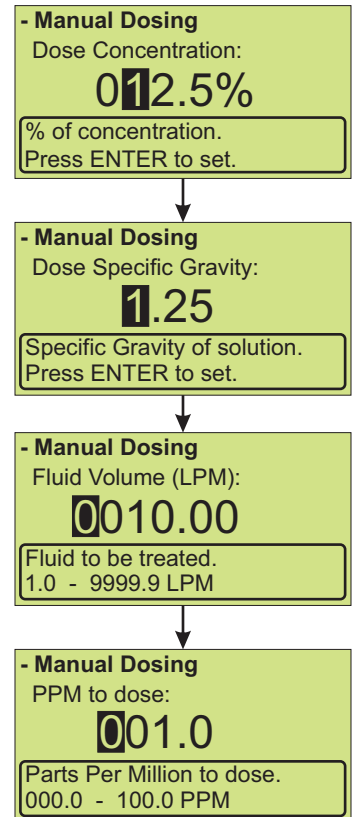 - Manual Dosing
Dose Concentration:
012.5%
% of concentration.
Press ENTER to set.
- Manual Dosing
Dose Specific Gravity:
1.25
Specific Gravity of solution.
Press ENTER to set.
- Manual Dosing
Fluid Volume (LPM):
0010.00
Fluid to be treated.
1.0 - 9999.9 LPM
- Manual Dosing
PPM to dose:
001.0
Parts Per Million to dose.
000.0 - 100.0 PPM